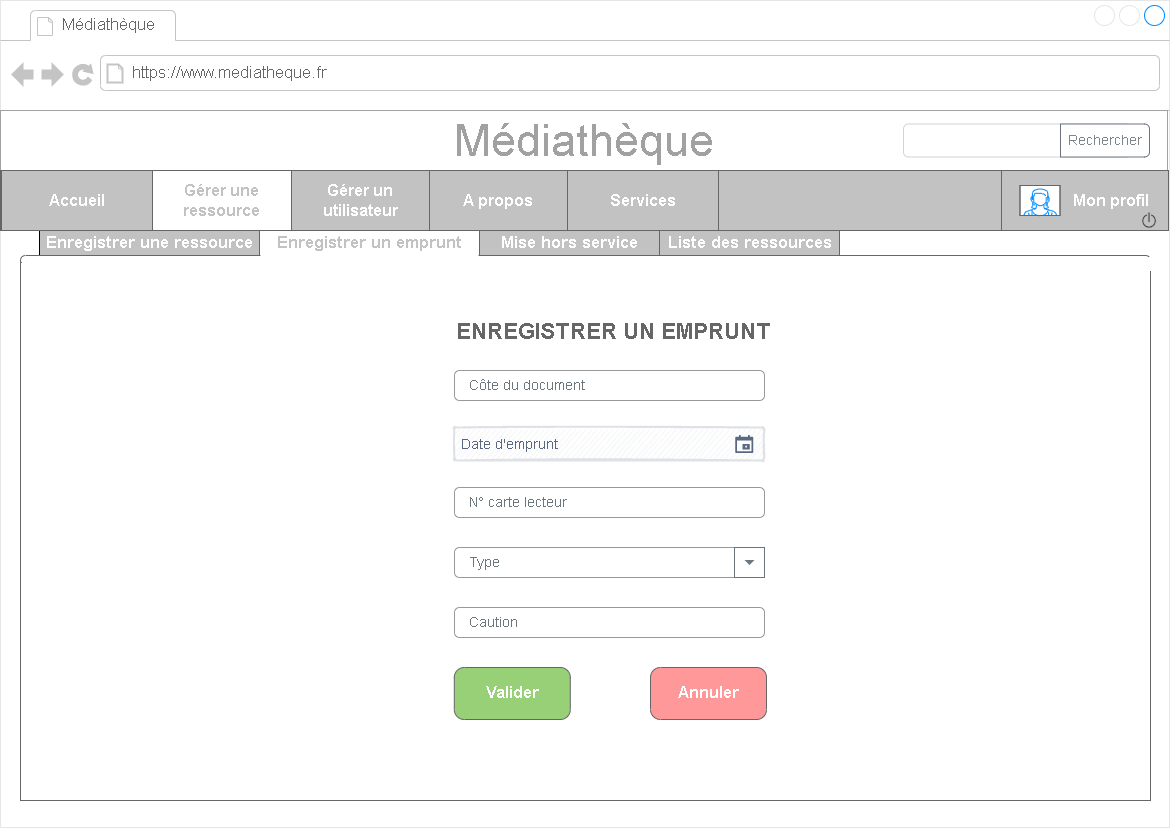 Médiathèque
https://www.mediatheque.fr
Médiathèque
Rechercher
Accueil
Gérer une
ressource
Gérer un
utilisateur
A propos
Services
Mon profil
Enregistrer une ressource
Enregistrer un emprunt
Mise hors service
Liste des ressources
ENREGISTRER UN EMPRUNT
Côte du document
Date d'emprunt
N° carte lecteur
Type
Caution
Valider
Annuler